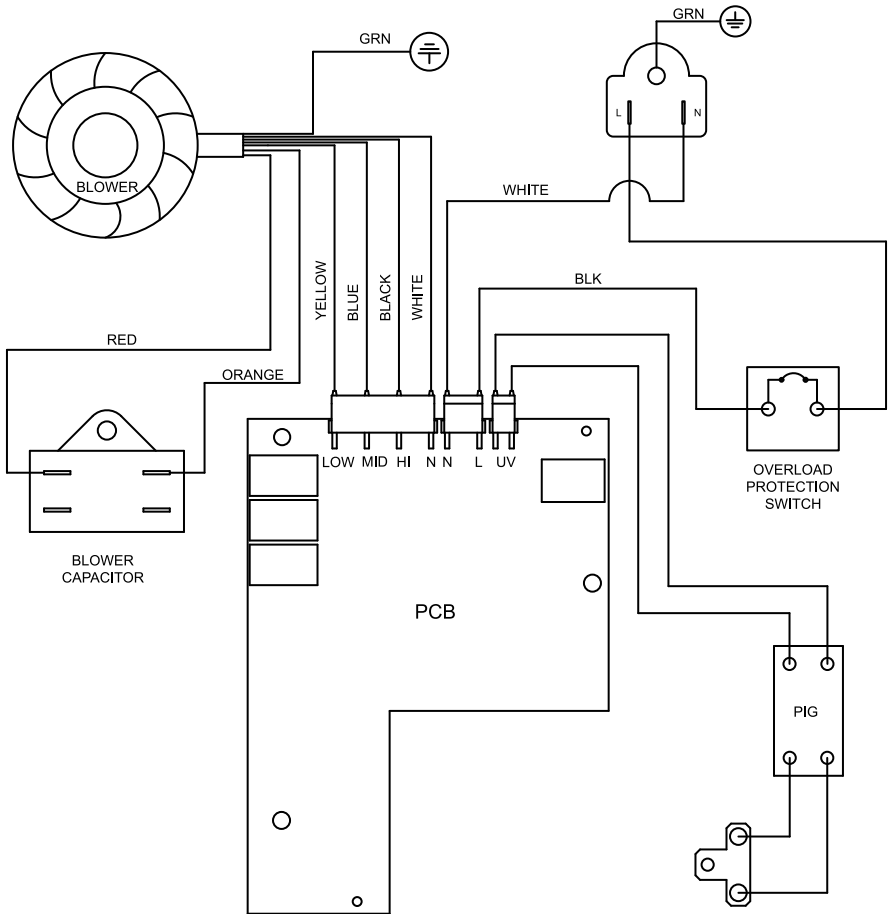 GRN
GRN
L
N
BLOWER
WHITE
YELLOW
BLUE
BLACK
WHITE
BLK
RED
ORANGE
LOW MID HI N N L UV
OVERLOAD
PROTECTION
SWITCH
BLOWER
CAPACITOR
PCB
PIG